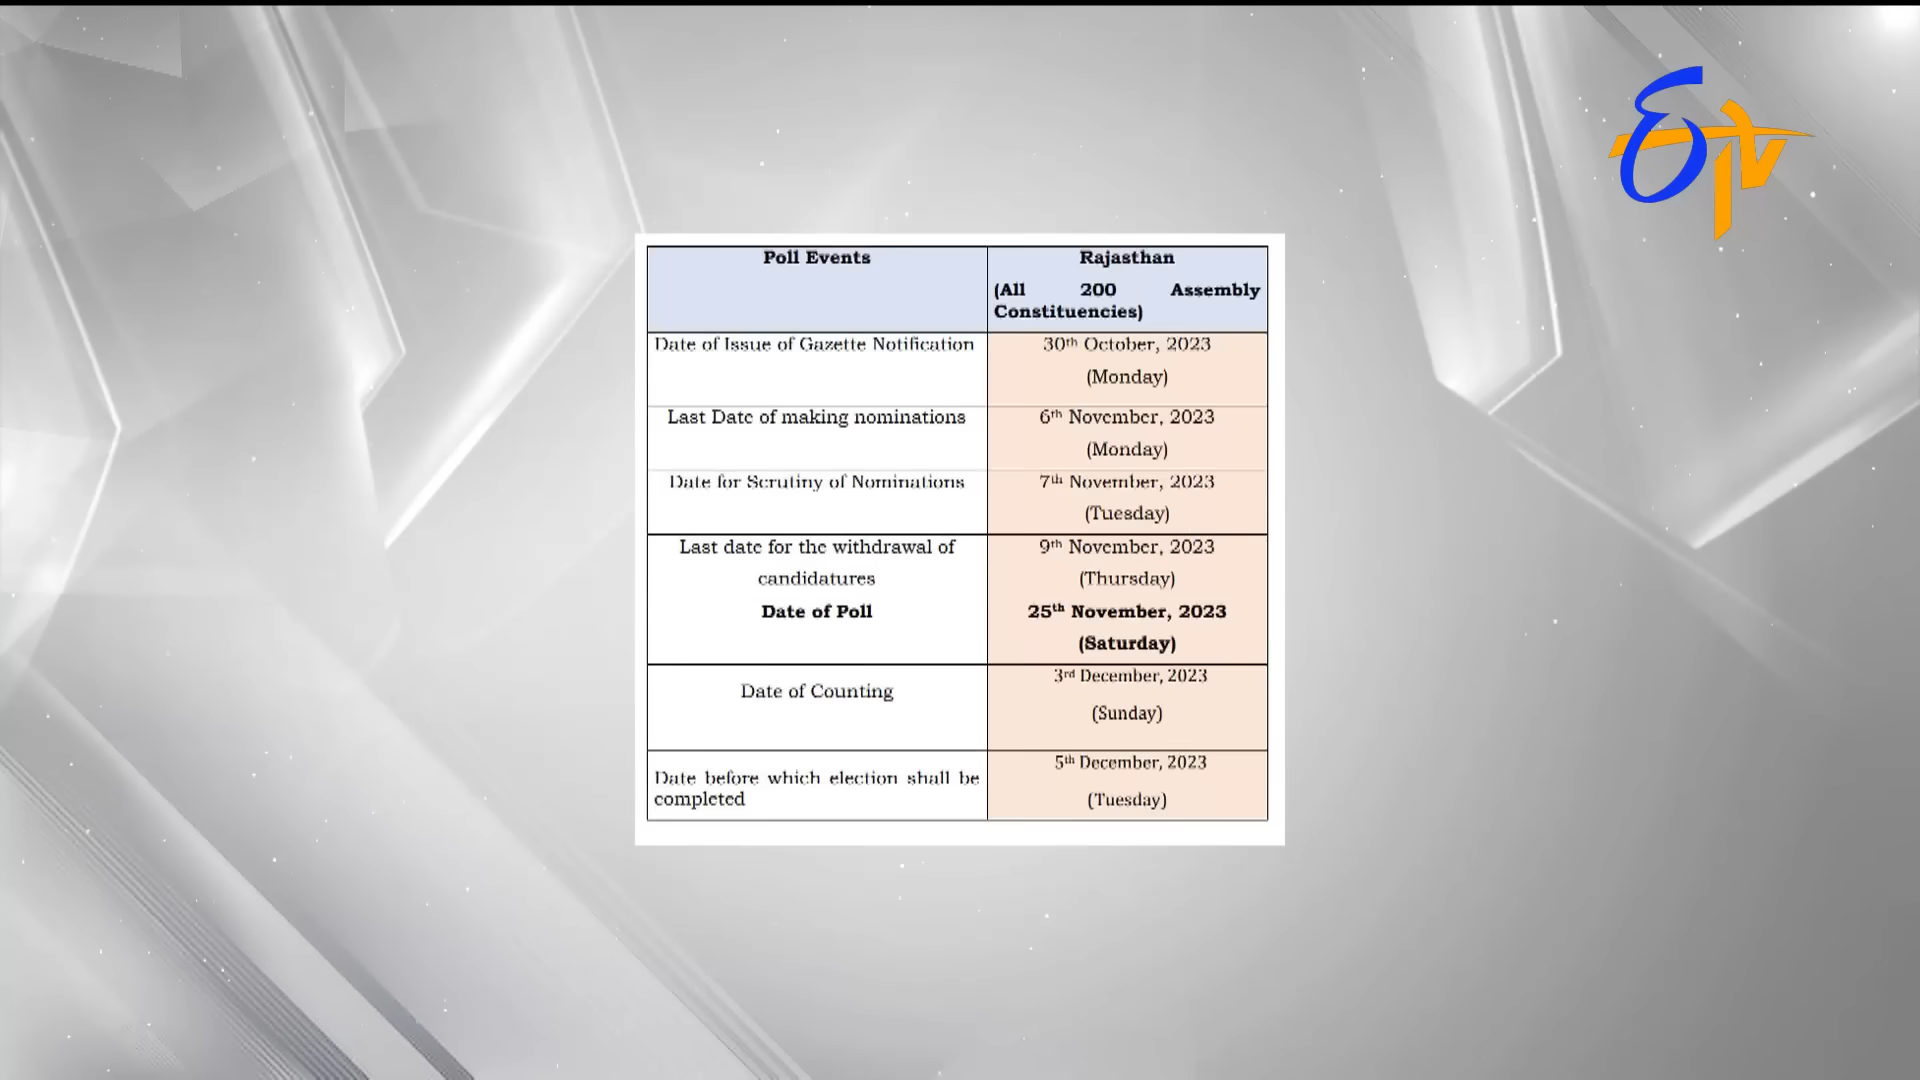 ETV
Poll Events
Rajasthan
(All 200 Assembly
Constituencies)
Date of Issue of Gazette Notification
30th October, 2023
(Monday)
Last Date of making nominations
6th November, 2023
(Monday)
Date for Scrutiny of Nominations
7th November, 2023
(Tuesday)
Last date for the withdrawal of
candidatures
9th November, 2023
(Thursday)
Date of Poll
25th November, 2023
(Saturday)
Date of Counting
3rd December, 2023
(Sunday)
Date before which election shall be
completed
5th December, 2023
(Tuesday)